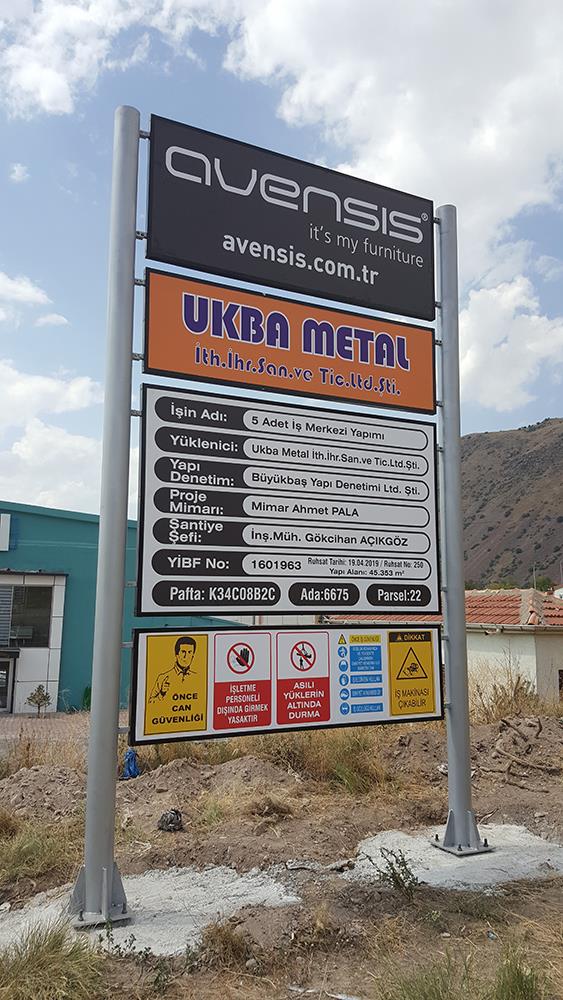 avensis®
it's my furniture
avensis.com.tr
UKBA METAL
İth.İhr.San.ve Tic.Ltd.Şti.
İşin Adı: 5 Adet İş Merkezi Yapımı
Yüklenici: Ukba Metal İth.Ihr.San.ve Tic.Ltd.Şti.
Yapı Denetim: Büyükbaş Yapı Denetimi Ltd. Şti.
Proje Mimarı: Mimar Ahmet PALA
Şantiye Şefi: İnş.Müh. Gökcihan AÇIKGÖZ
YİBF No: 1601963 Ruhsat Tarihi: 19.04.2019 / Ruhsat No: 250
Yapı Alanı: 45.353 m²
Pafta: K34C08B2C Ada:6675 Parsel:22
ÖNCE
CAN
GÜVENLİĞİ
İŞLETME
PERSONELİ
DIŞINDA GİRMEK
YASAKTIR
ASILI
YÜKLERİN
ALTINDA
DURMA
ÖNCE İŞ GÜVENLİĞİ
DİKKAT
İŞ MAKİNASI
ÇIKABİLİR